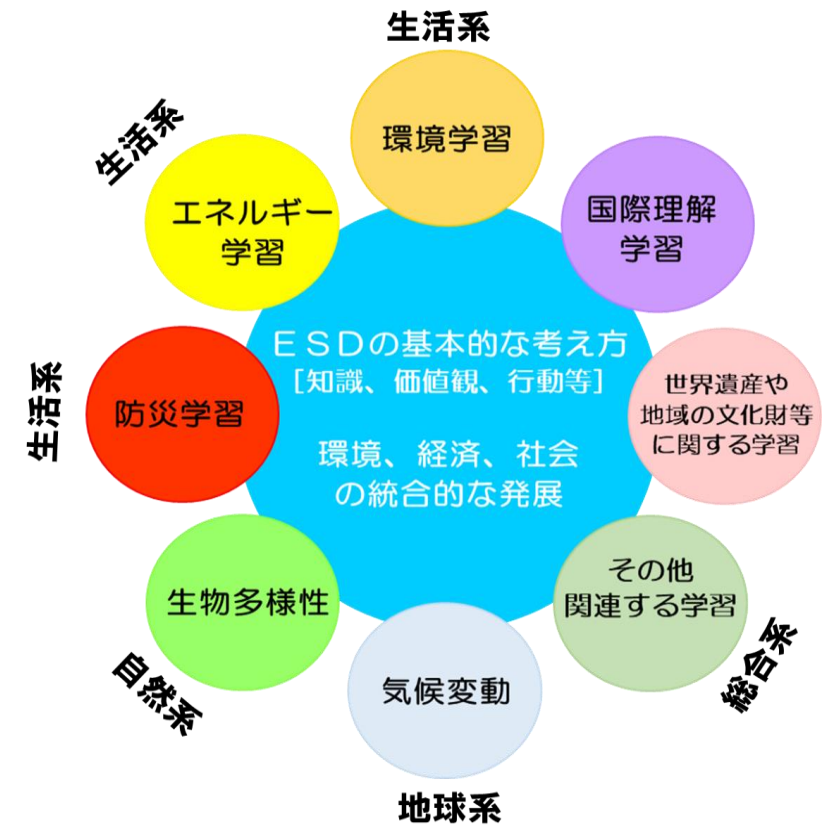 生活系
環境学習
生活系
エネルギー
学習
国際理解
学習
ESDの基本的な考え方
[知識、価値観、行動等]
環境、経済、社会
の統合的な発展
世界遺産や
地域の文化財等
に関する学習
生活系
防災学習
その他
関連する学習
総合系
生物多様性
自然系
気候変動
地球系